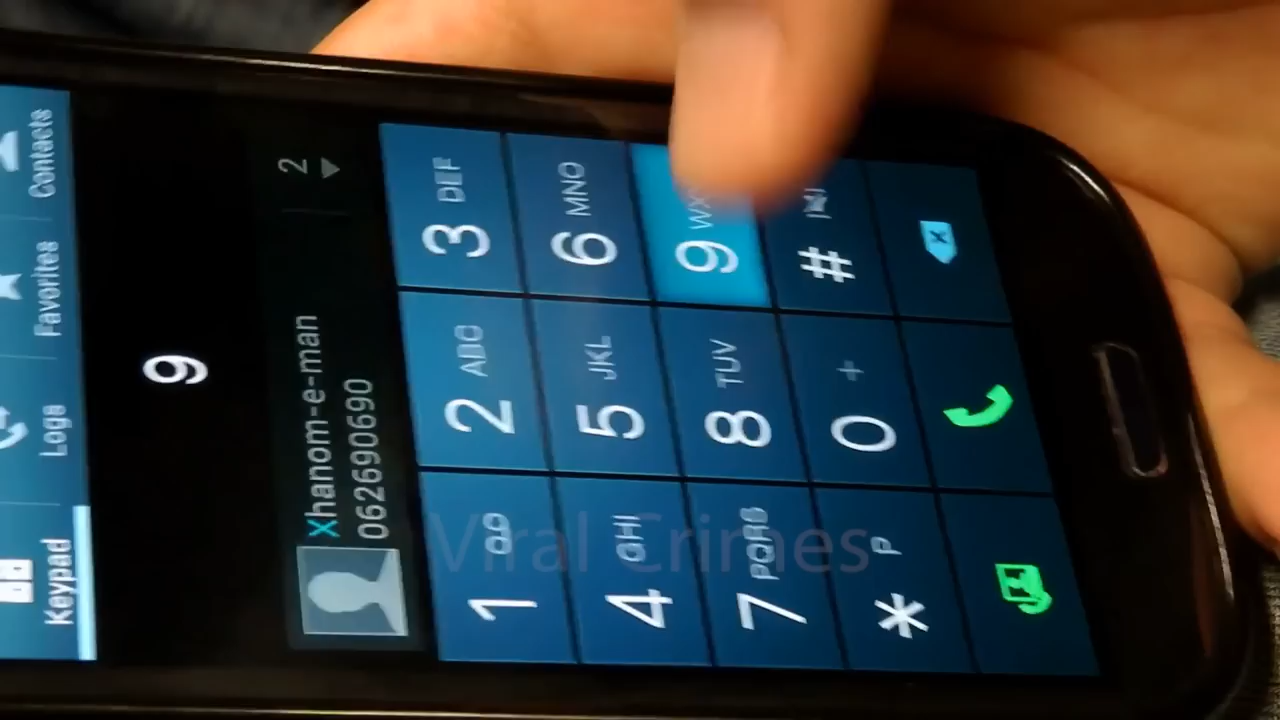 Keypad
Logs
Favorites
Contacts
9
Xhanom-e-man
062690690
2
1
2 ABC
3 DEF
4 GHI
5 JKL
6 MNO
7 PQRS
8 TUV
9
* P
0 +
#
Viral Crimes